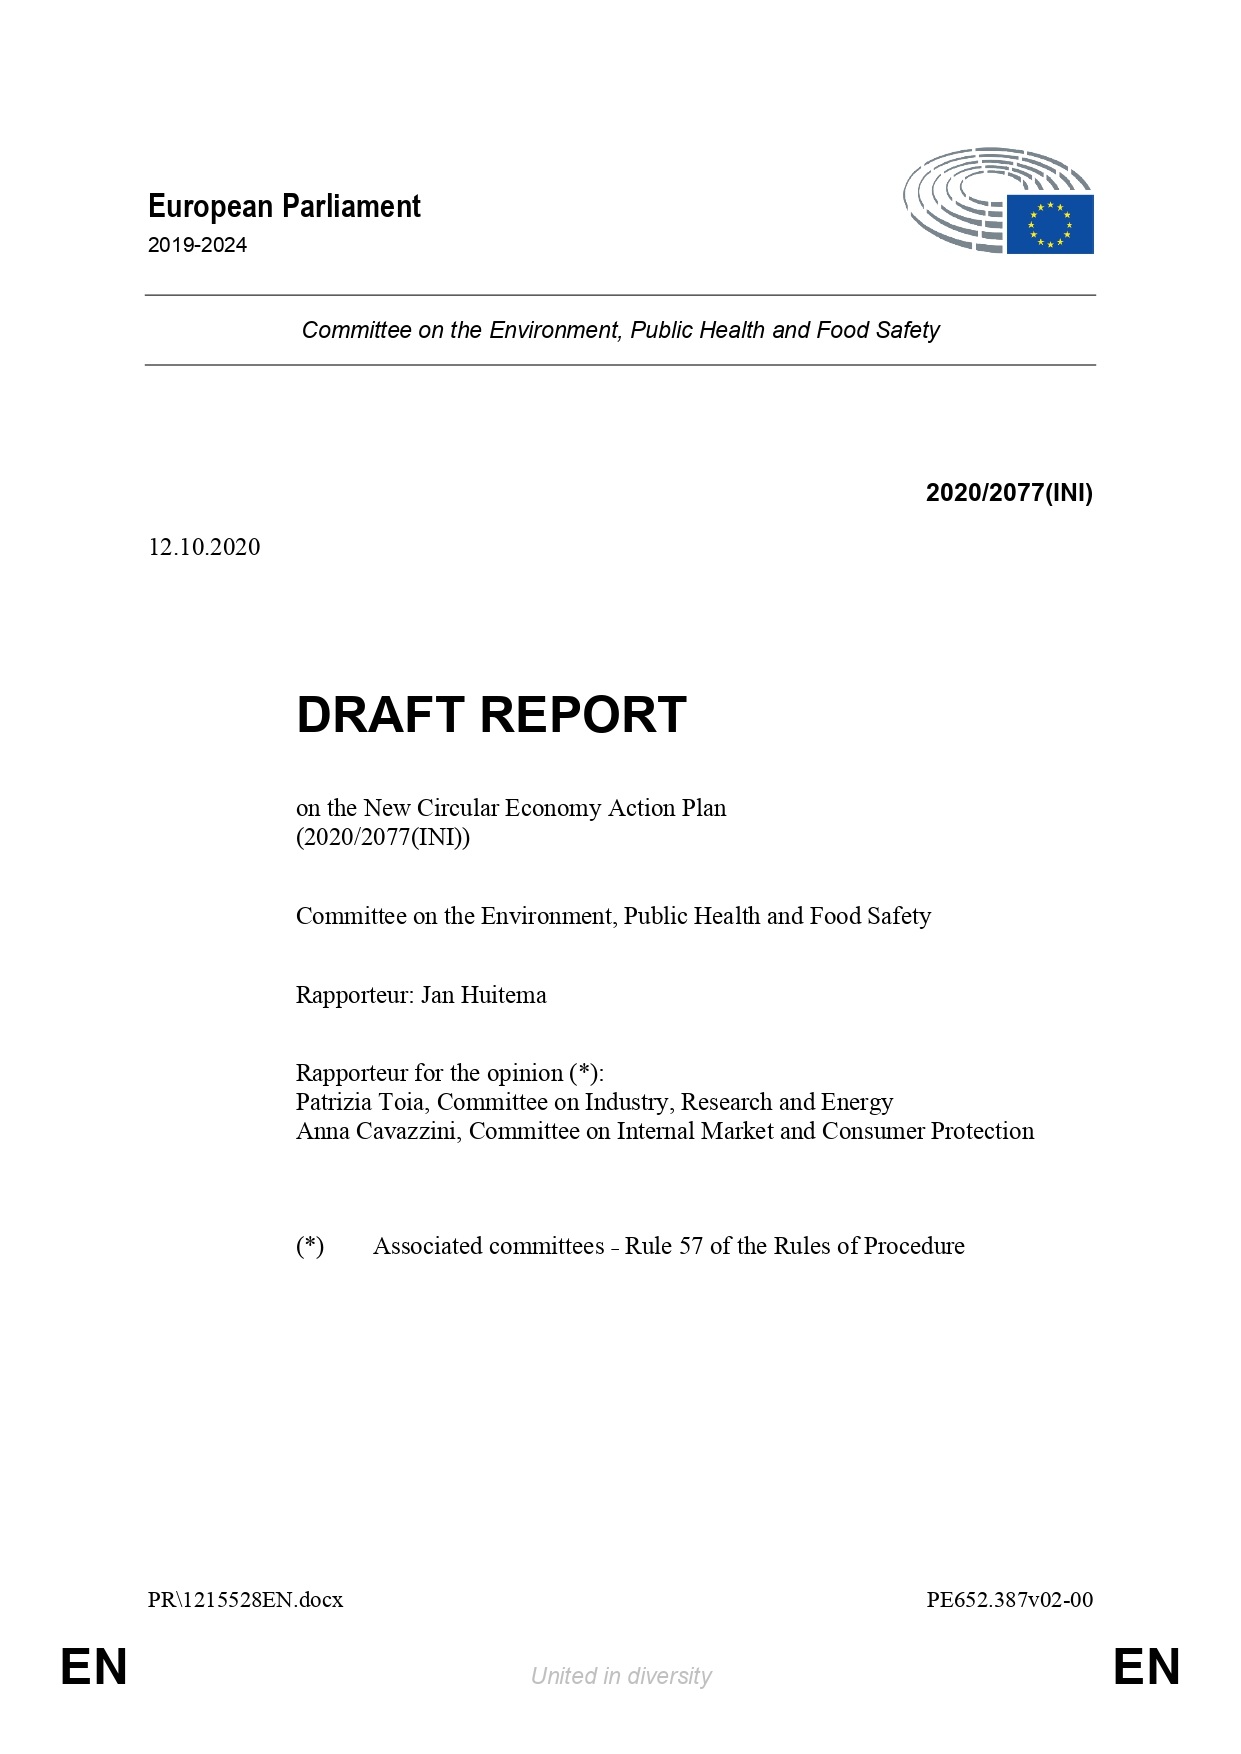 European Parliament
2019-2024
Committee on the Environment, Public Health and Food Safety
2020/2077(INI)
12.10.2020
DRAFT REPORT
on the New Circular Economy Action Plan
(2020/2077(INI))
Committee on the Environment, Public Health and Food Safety
Rapporteur: Jan Huitema
Rapporteur for the opinion (*):
Patrizia Toia, Committee on Industry, Research and Energy
Anna Cavazzini, Committee on Internal Market and Consumer Protection
(*) Associated committees – Rule 57 of the Rules of Procedure
PR\1215528EN.docx PE652.387v02-00
EN United in diversity EN